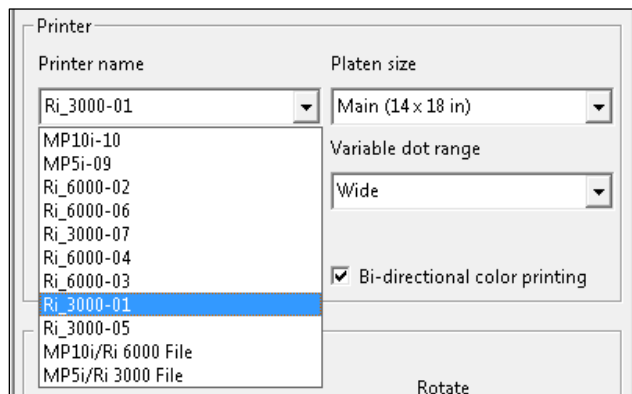 Printer
Printer name
Platen size
Ri_3000-01
Main (14 x 18 in)
MP10i-10
MP5i-09
Ri_6000-02
Ri_6000-06
Ri_3000-07
Ri_6000-04
Ri_6000-03
Ri_3000-01
Ri_3000-05
MP10i/Ri 6000 File
MP5i/Ri 3000 File
Variable dot range
Wide
Bi-directional color printing
Rotate